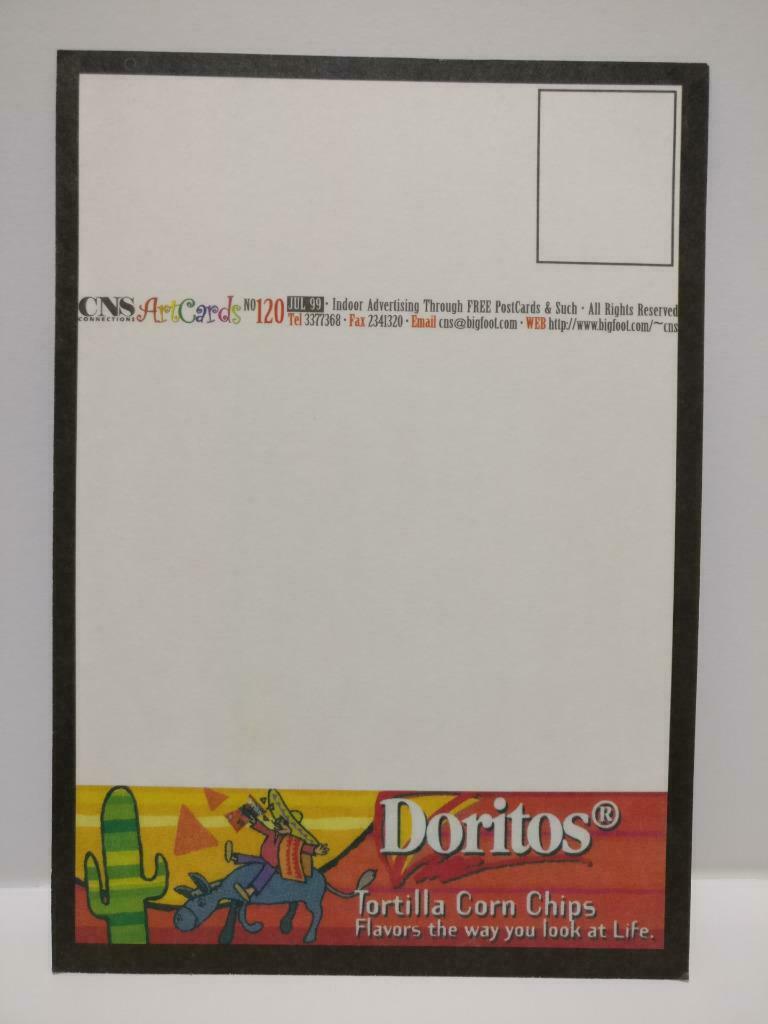 CNS ArtCards NO 120 JUL 99 · Indoor Advertising Through FREE PostCards & Such · All Rights Reserved
CONNECTIONS Tel 3377368 · Fax 2341320 · Email cns@bigfoot.com · WEB http://www.bigfoot.com/~cns
Doritos®
Tortilla Corn Chips
Flavors the way you look at Life.